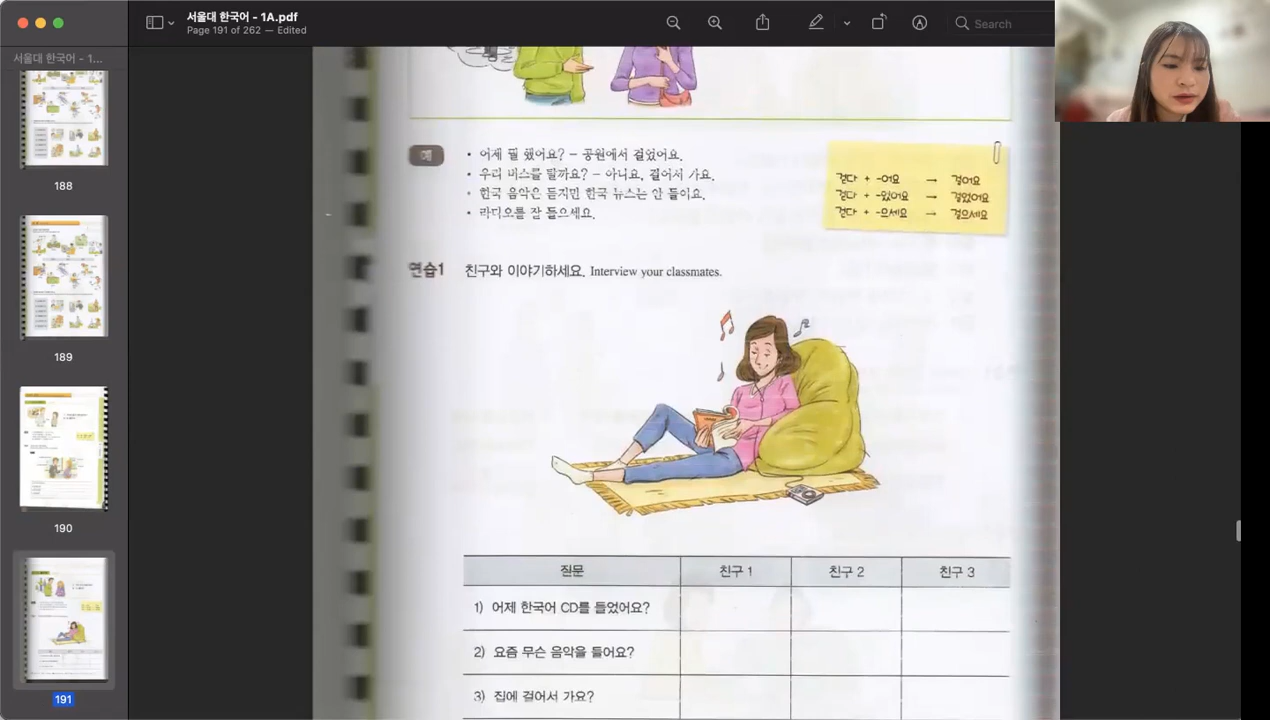 서울대 한국어 - 1A.pdf
Page 191 of 262 — Edited
Search
서울대 한국어 - 1...
188
189
190
191
예
• 어제 뭘 했어요? - 공원에서 걸었어요.
• 우리 버스를 탈까요? - 아니요, 걸어서 가요.
• 한국 음악은 듣지만 한국 뉴스는 안 들어요.
• 라디오를 잘 들으세요.
걷다 + -어요 → 걸어요
걷다 + -었어요 → 걸었어요
걷다 + -으세요 → 걸으세요
연습1 친구와 이야기하세요. Interview your classmates.
질문 친구 1 친구 2 친구 3
1) 어제 한국어 CD를 들었어요?
2) 요즘 무슨 음악을 들어요?
3) 집에 걸어서 가요?